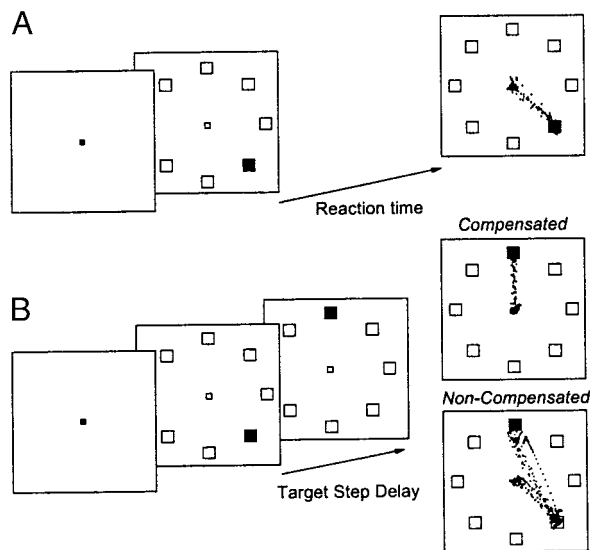 A
Reaction time
Compensated
B
Non-Compensated
Target Step Delay